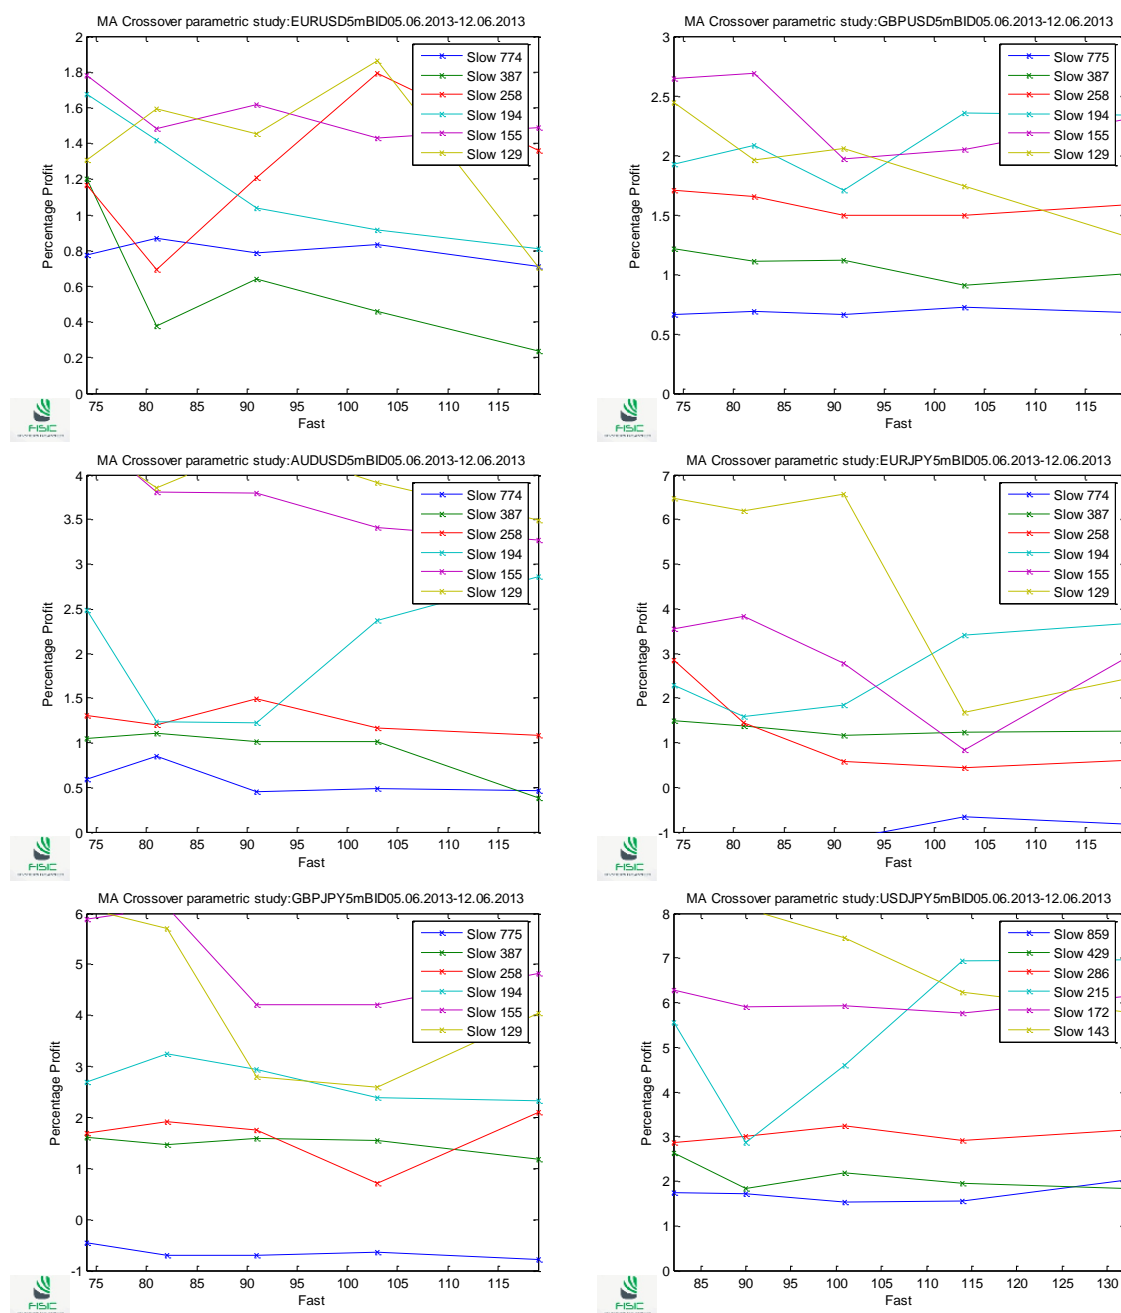 MA Crossover parametric study:EURUSD5mBID05.06.2013-12.06.2013
2
1.8
1.6
1.4
1.2
1
0.8
0.6
0.4
0.2
0
Percentage Profit
Slow 774
Slow 387
Slow 258
Slow 194
Slow 155
Slow 129
75 80 85 90 95 100 105 110 115
Fast
FISIC
MA Crossover parametric study:GBPUSD5mBID05.06.2013-12.06.2013
3
2.5
2
1.5
1
0.5
0
Percentage Profit
Slow 775
Slow 387
Slow 258
Slow 194
Slow 155
Slow 129
75 80 85 90 95 100 105 110 115
Fast
FISIC
MA Crossover parametric study:AUDUSD5mBID05.06.2013-12.06.2013
4
3.5
3
2.5
2
1.5
1
0.5
0
Percentage Profit
Slow 774
Slow 387
Slow 258
Slow 194
Slow 155
Slow 129
75 80 85 90 95 100 105 110 115
Fast
FISIC
MA Crossover parametric study:EURJPY5mBID05.06.2013-12.06.2013
7
6
5
4
3
2
1
0
-1
Percentage Profit
Slow 774
Slow 387
Slow 258
Slow 194
Slow 155
Slow 129
75 80 85 90 95 100 105 110 115
Fast
FISIC
MA Crossover parametric study:GBPJPY5mBID05.06.2013-12.06.2013
6
5
4
3
2
1
0
-1
Percentage Profit
Slow 775
Slow 387
Slow 258
Slow 194
Slow 155
Slow 129
75 80 85 90 95 100 105 110 115
Fast
FISIC
MA Crossover parametric study:USDJPY5mBID05.06.2013-12.06.2013
8
7
6
5
4
3
2
1
0
Percentage Profit
Slow 859
Slow 429
Slow 286
Slow 215
Slow 172
Slow 143
85 90 95 100 105 110 115 120 125 130
Fast
FISIC